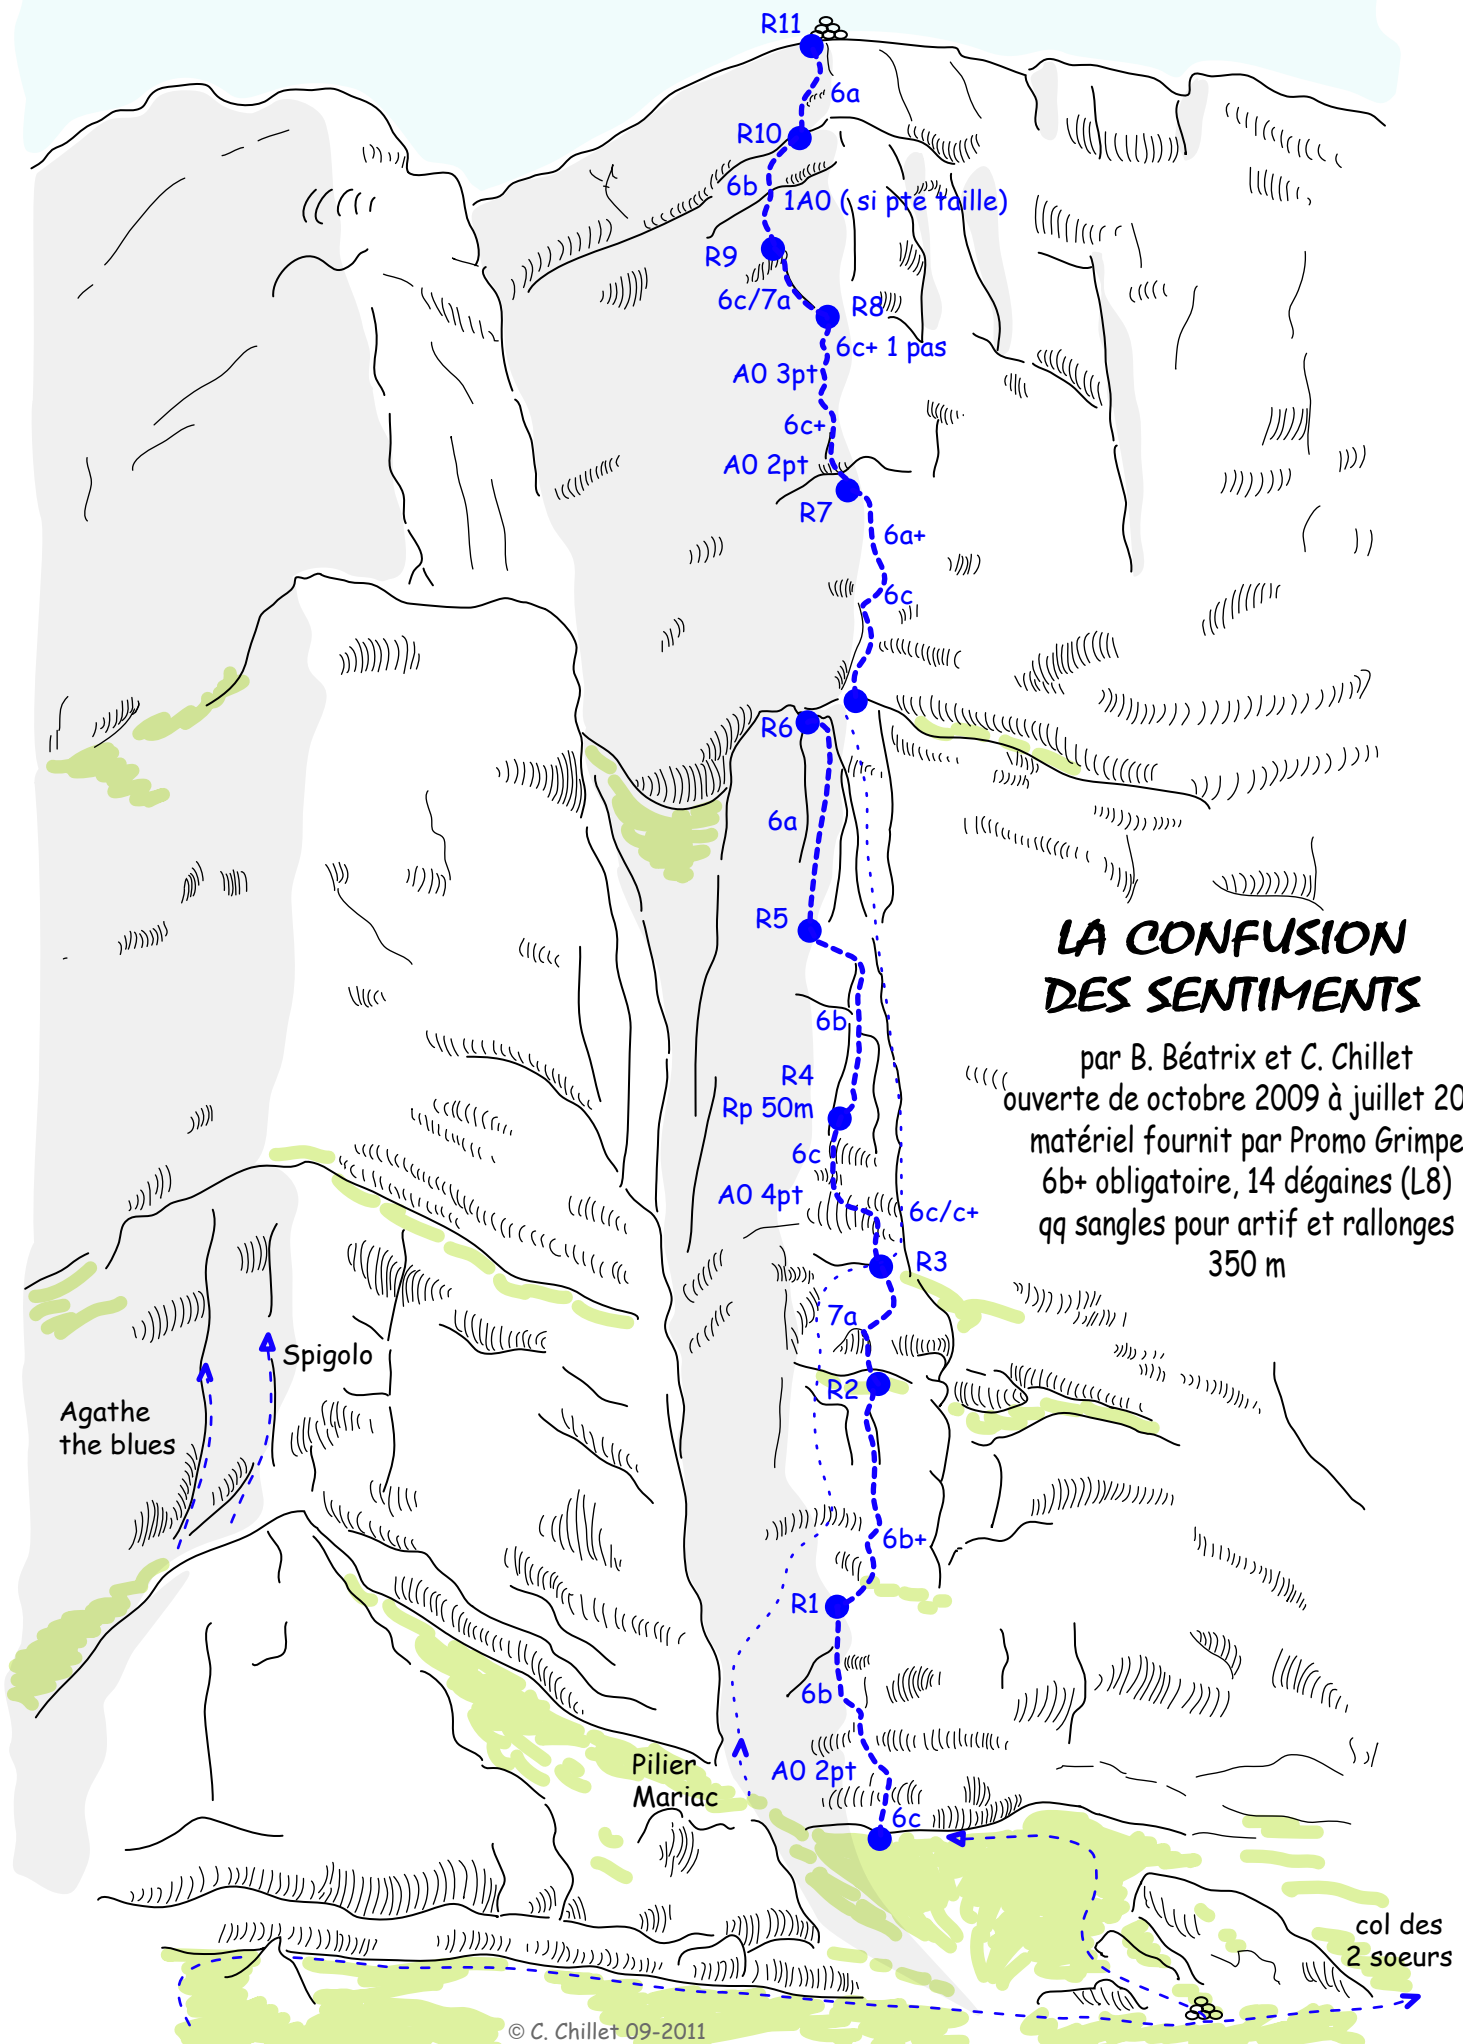 R11
6a
R10
6b
1A0 ( si pte taille)
R9
6c/7a
R8
6c+ 1 pas
A0 3pt
6c+
A0 2pt
R7
6a+
6c
R6
6a
R5
LA CONFUSION
DES SENTIMENTS
6b
par B. Béatrix et C. Chillet
R4
ouverte de octobre 2009 à juillet 20
Rp 50m
matériel fournit par Promo Grimpe
6c
6b+ obligatoire, 14 dégaines (L8)
A0 4pt
6c/c+
qq sangles pour artif et rallonges
R3
350 m
7a
Spigolo
R2
Agathe
the blues
6b+
R1
6b
Pilier
Mariac
A0 2pt
6c
col des
2 soeurs
© C. Chillet 09-2011